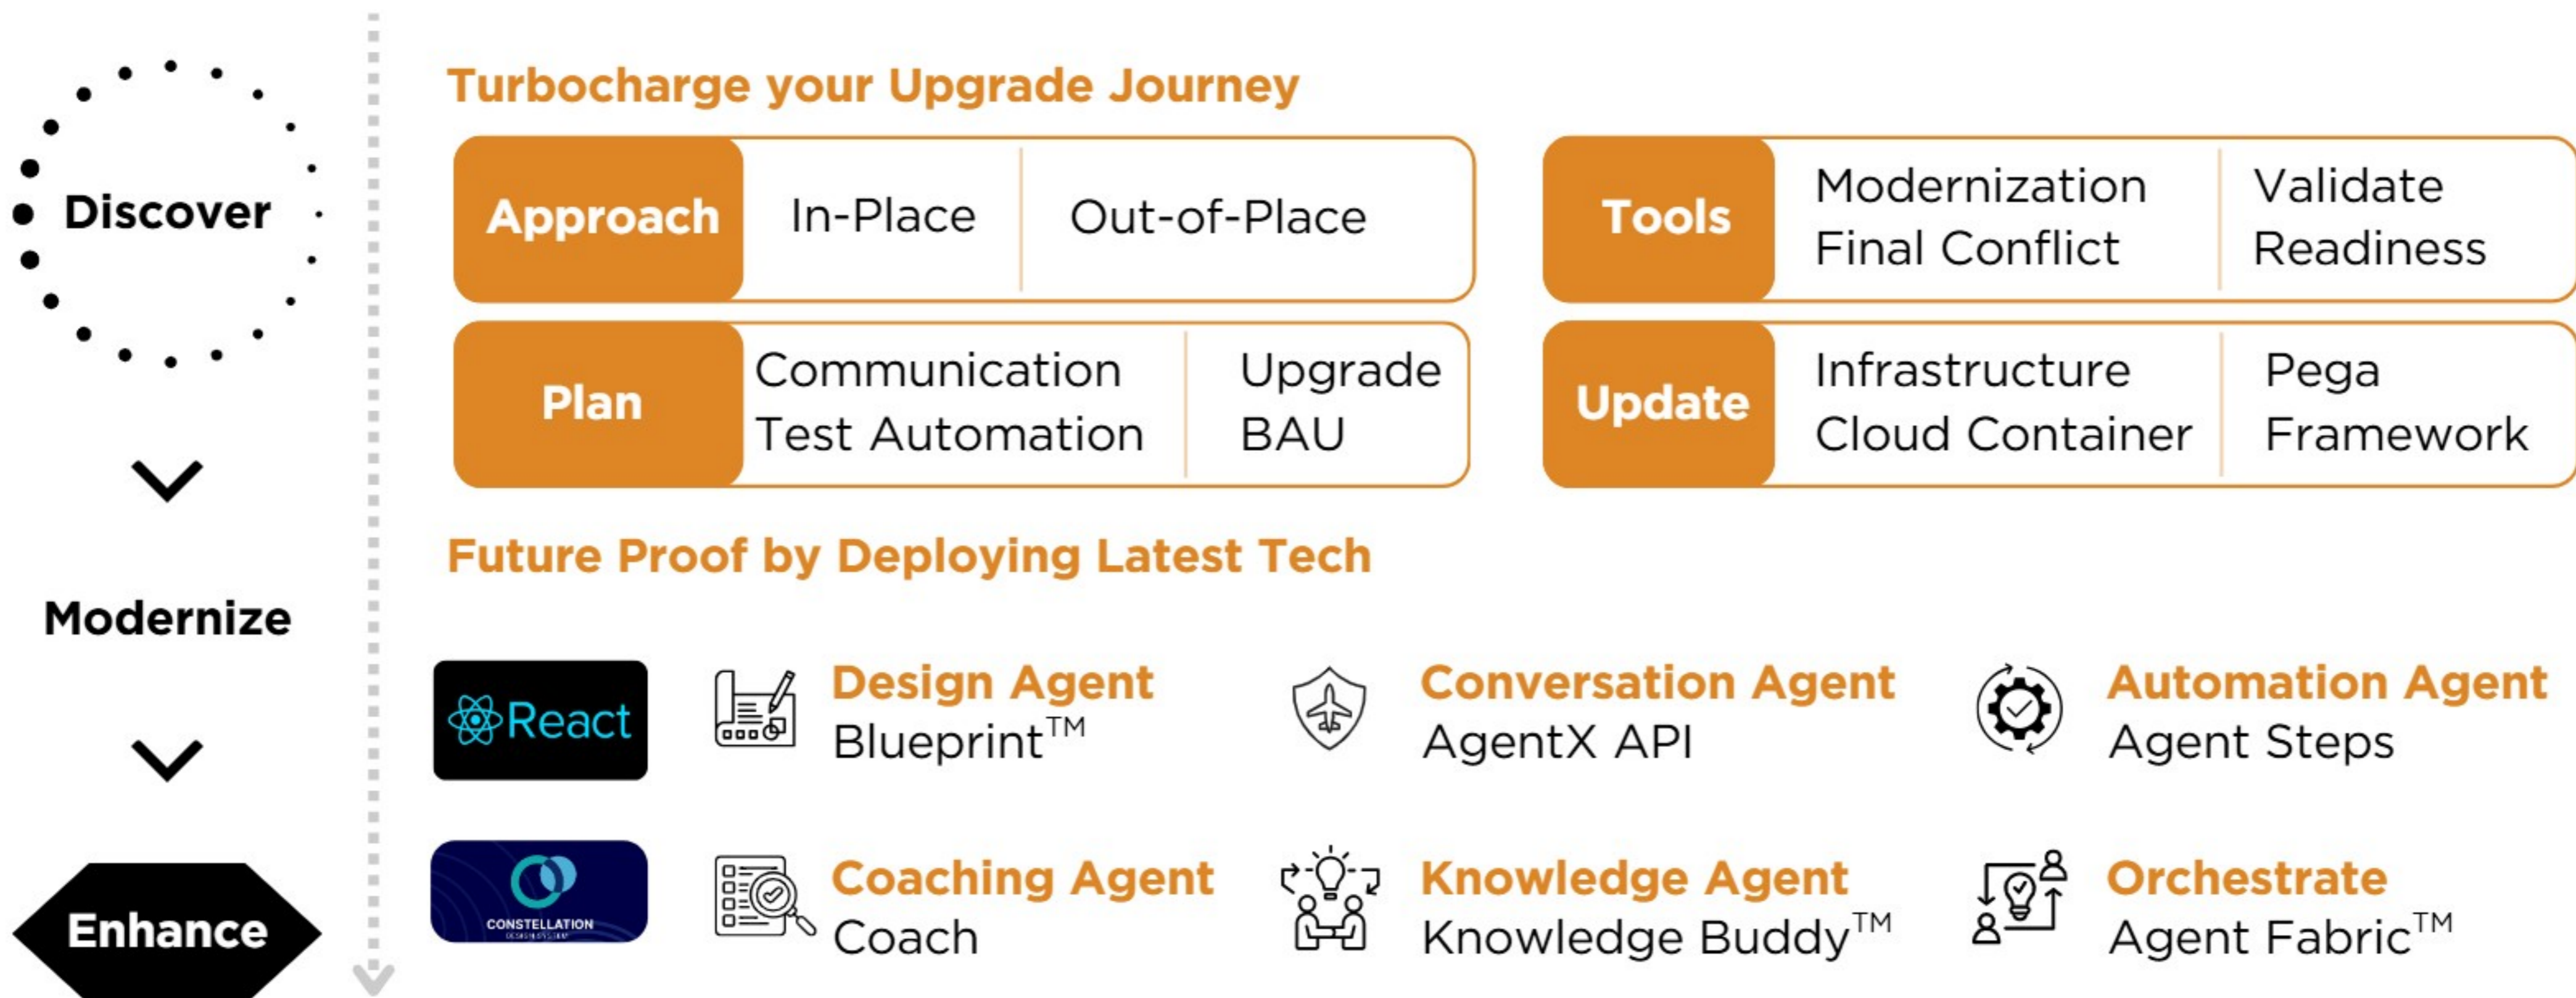 Discover
Modernize
Enhance
Turbocharge your Upgrade Journey
Approach
In-Place
Out-of-Place
Tools
Modernization
Final Conflict
Validate
Readiness
Plan
Communication
Test Automation
Upgrade
BAU
Update
Infrastructure
Cloud Container
Pega
Framework
Future Proof by Deploying Latest Tech
React
Design Agent
Blueprint™
Conversation Agent
AgentX API
Automation Agent
Agent Steps
CONSTELLATION
DESIGN SYSTEM
Coaching Agent
Coach
Knowledge Agent
Knowledge Buddy™
Orchestrate
Agent Fabric™